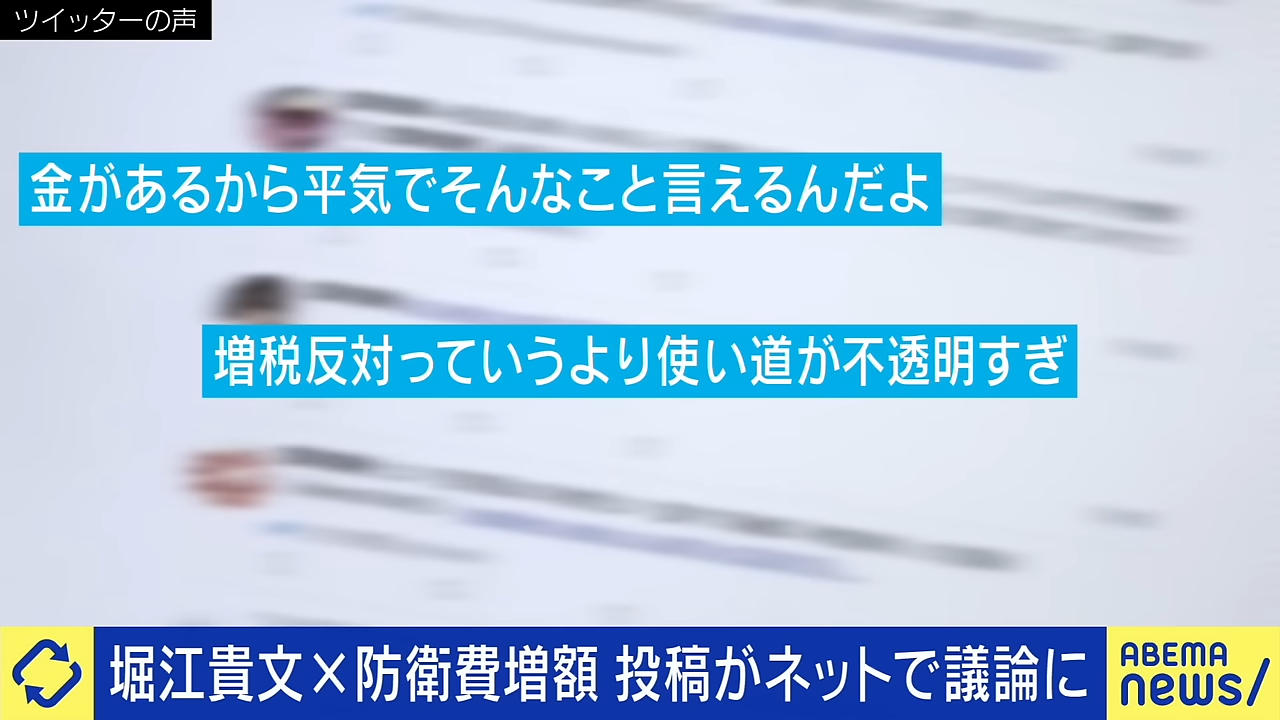 ツイッターの声
金があるから平気でそんなこと言えるんだよ
増税反対っていうより使い道が不透明すぎ
堀江貴文×防衛費増額 投稿がネットで議論に
ABEMA
news/